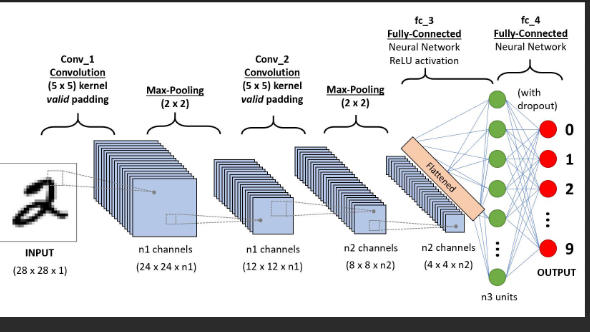 fc_3
Fully-Connected
Neural Network
ReLU activation
fc_4
Fully-Connected
Neural Network
Conv_1
Convolution
(5 x 5) kernel
valid padding
Max-Pooling
(2 x 2)
Conv_2
Convolution
(5 x 5) kernel
valid padding
Max-Pooling
(2 x 2)
(with
dropout)
Flattened
0
1
2
9
2
INPUT
(28 x 28 x 1)
n1 channels
(24 x 24 x n1)
n1 channels
(12 x 12 x n1)
n2 channels
(8 x 8 x n2)
n2 channels
(4 x 4 x n2)
OUTPUT
n3 units